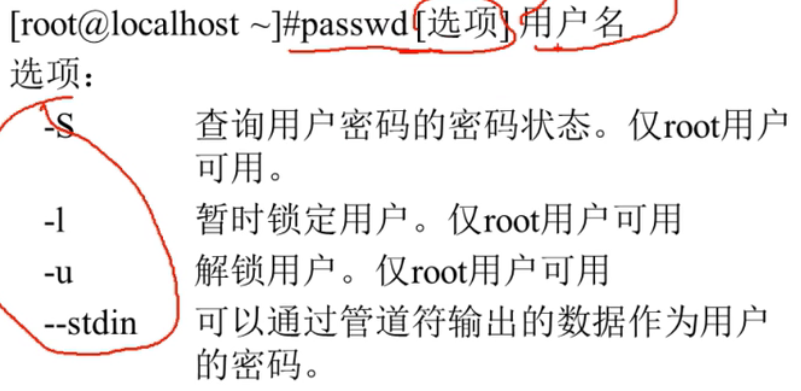 [root@localhost ~]#passwd [选项] 用户名
选项：
-S 查询用户密码的密码状态。仅root用户
可用。
-l 暂时锁定用户。仅root用户可用
-u 解锁用户。仅root用户可用
--stdin 可以通过管道符输出的数据作为用户
的密码。